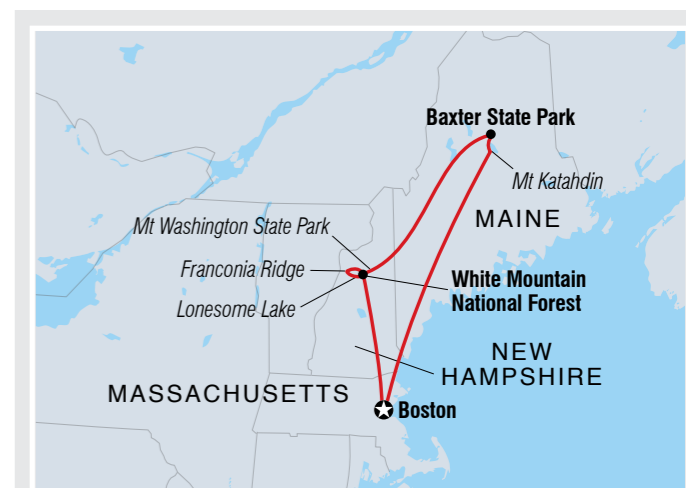 Baxter State Park
Mt Katahdin
MAINE
Mt Washington State Park
Franconia Ridge
Lonesome Lake
White Mountain
National Forest
NEW
HAMPSHIRE
MASSACHUSETTS
Boston